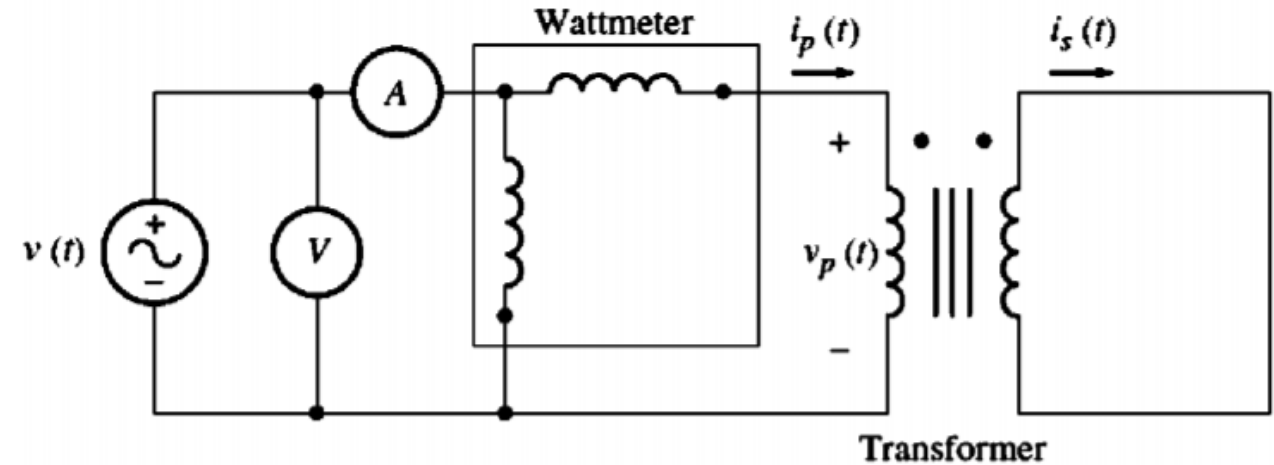 Wattmeter
i_p (t)
i_s (t)
A
+
v (t)
+
−
V
v_p (t)
−
Transformer